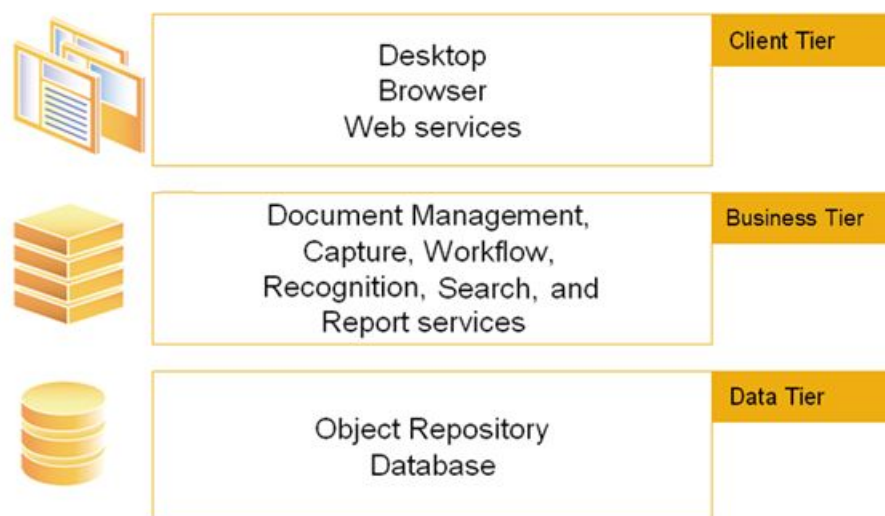 Desktop
Browser
Web services
Client Tier
Document Management,
Capture, Workflow,
Recognition, Search, and
Report services
Business Tier
Object Repository
Database
Data Tier